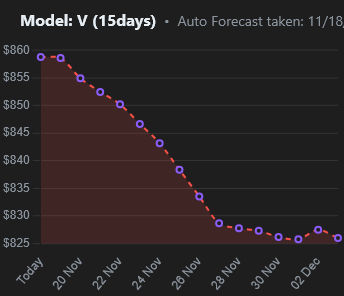 Model: V (15days) • Auto Forecast taken: 11/18/
$860
$855
$850
$845
$840
$835
$830
$825
Today
20 Nov
22 Nov
24 Nov
26 Nov
28 Nov
30 Nov
02 Dec